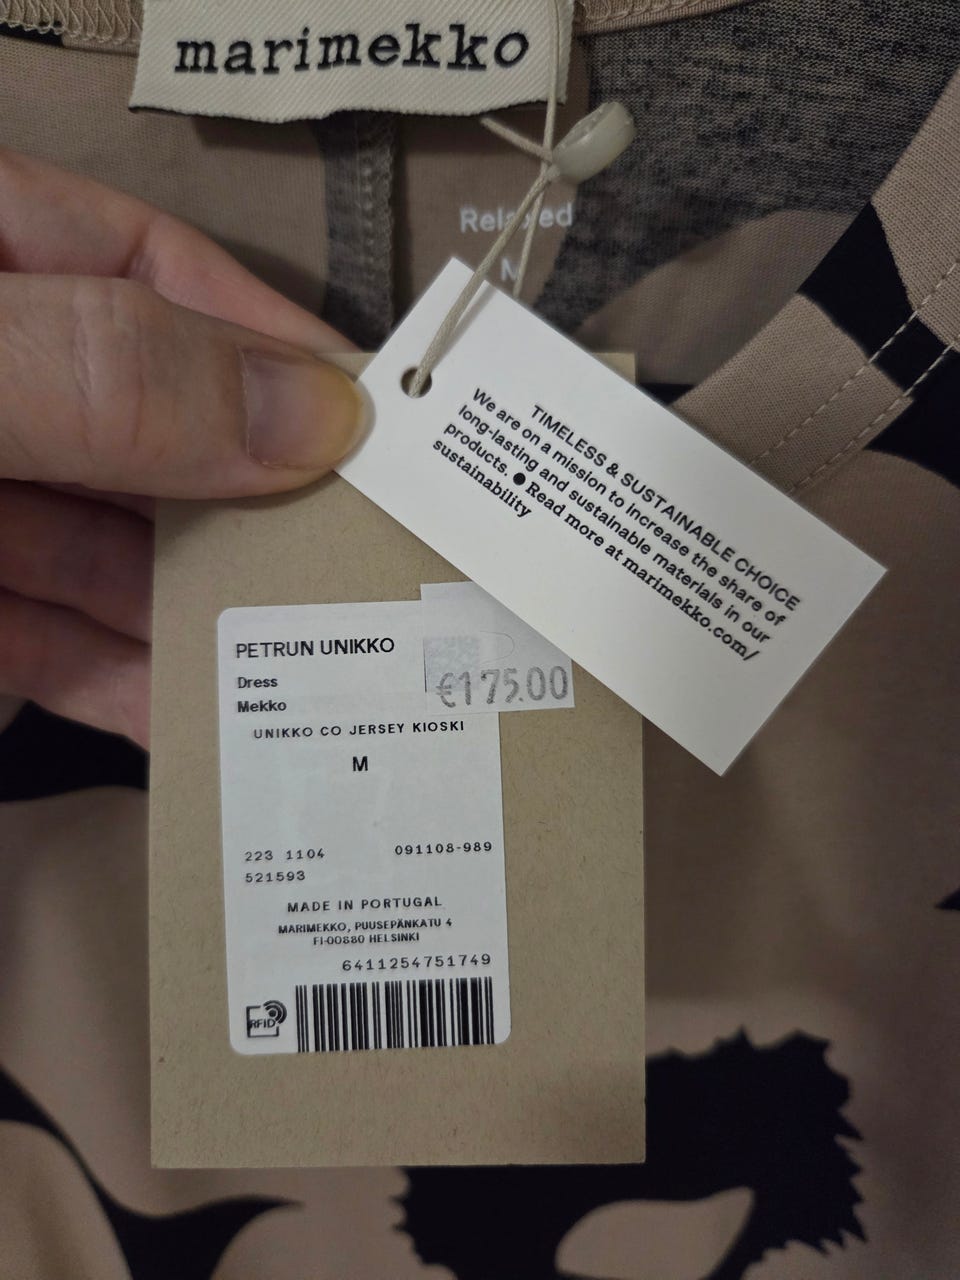 marimekko
Relaxed
M
TIMELESS & SUSTAINABLE CHOICE
We are on a mission to increase the share of
long-lasting and sustainable materials in our
products. ● Read more at marimekko.com/
sustainability
PETRUN UNIKKO
€175.00
Dress
Mekko
UNIKKO CO JERSEY KIOSKI
M
223 1104 091108-989
521593
MADE IN PORTUGAL
MARIMEKKO, PUUSEPÄNKATU 4
FI-00880 HELSINKI
6411254751749
RFID